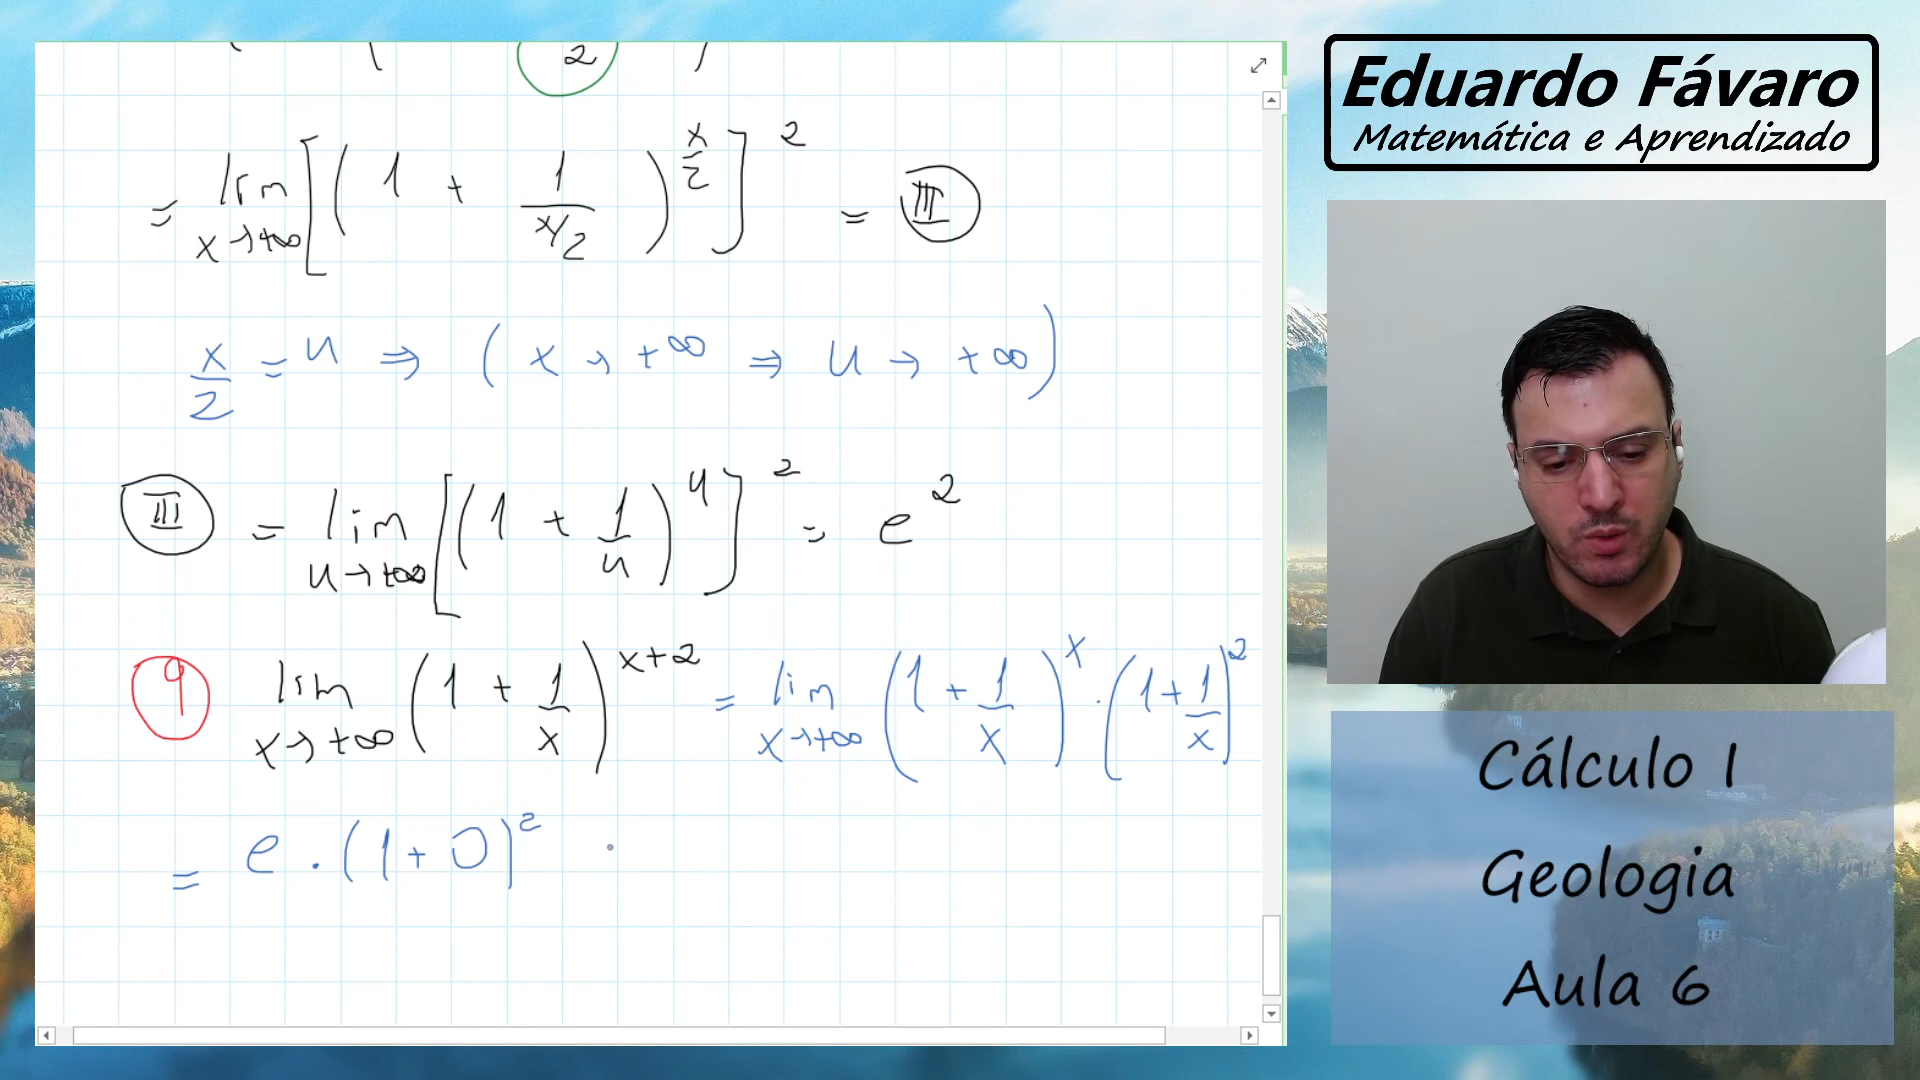 2
= lim x→+∞ [(1 + 1/(x/2))^(x/2)]^2 = III
x/2 = u ⇒ (x → +∞ ⇒ u → +∞)
III = lim u→+∞ [(1 + 1/u)^u]^2 = e^2
9 lim x→+∞ (1 + 1/x)^(x+2) = lim x→+∞ (1 + 1/x)^x · (1 + 1/x)^2
= e · (1 + 0)^2
Eduardo Fávaro
Matemática e Aprendizado
Cálculo I
Geologia
Aula 6